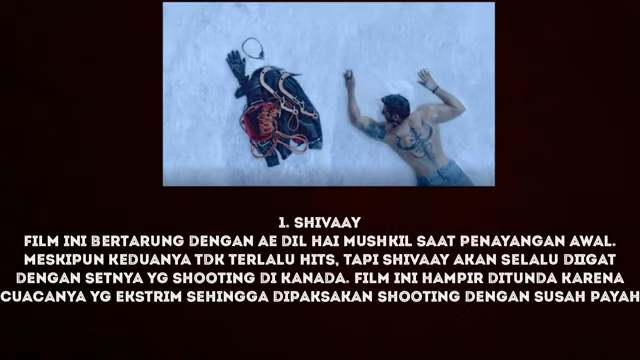 1. SHIVAAY
FILM INI BERTARUNG DENGAN AE DIL HAI MUSHKIL SAAT PENAYANGAN AWAL.
MESKIPUN KEDUANYA TDK TERLALU HITS, TAPI SHIVAAY AKAN SELALU DIIGAT
DENGAN SETNYA YG SHOOTING DI KANADA. FILM INI HAMPIR DITUNDA KARENA
CUACANYA YG EKSTRIM SEHINGGA DIPAKSAKAN SHOOTING DENGAN SUSAH PAYAH